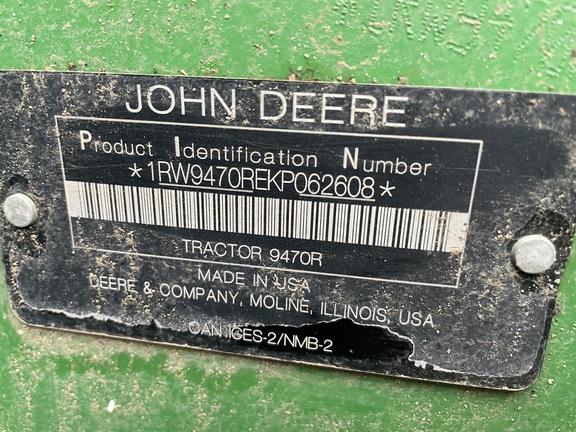 JOHN DEERE
Product Identification Number
*1RW9470REKP062608*
TRACTOR 9470R
MADE IN USA
DEERE & COMPANY, MOLINE, ILLINOIS, USA
CAN ICES-2/NMB-2